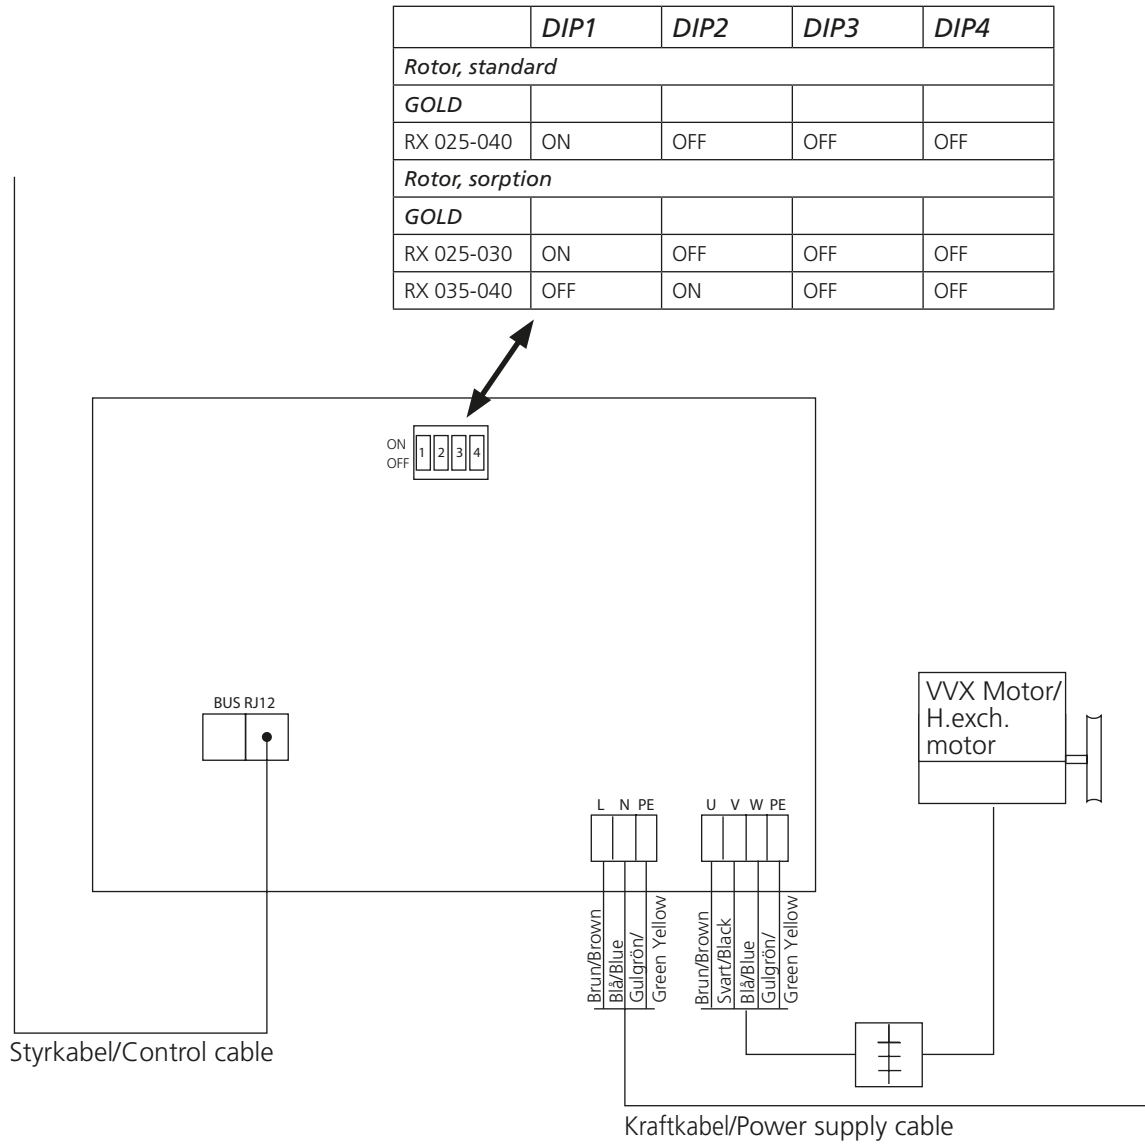 DIP1 DIP2 DIP3 DIP4
Rotor, standard
GOLD
RX 025-040 ON OFF OFF OFF
Rotor, sorption
GOLD
RX 025-030 ON OFF OFF OFF
RX 035-040 OFF ON OFF OFF
ON
OFF
1 2 3 4
BUS RJ12
VVX Motor/
H.exch.
motor
L N PE
U V W PE
Brun/Brown
Blå/Blue
Gulgrön/
Green Yellow
Brun/Brown
Svart/Black
Blå/Blue
Gulgrön/
Green Yellow
Styrkabel/Control cable
Kraftkabel/Power supply cable